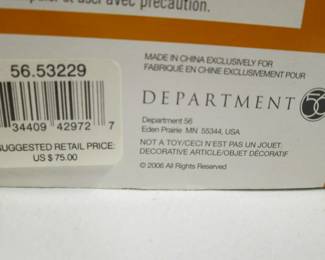 et user avec précaution.
56.53229
34409 42972 7
SUGGESTED RETAIL PRICE:
US $ 75.00
MADE IN CHINA EXCLUSIVELY FOR
FABRIQUÉ EN CHINE EXCLUSIVEMENT POUR
DEPARTMENT 56
Department 56
Eden Prairie MN 55344, USA
NOT A TOY/CECI N'EST PAS UN JOUET:
DECORATIVE ARTICLE/OBJET DÉCORATIF
© 2006 All Rights Reserved